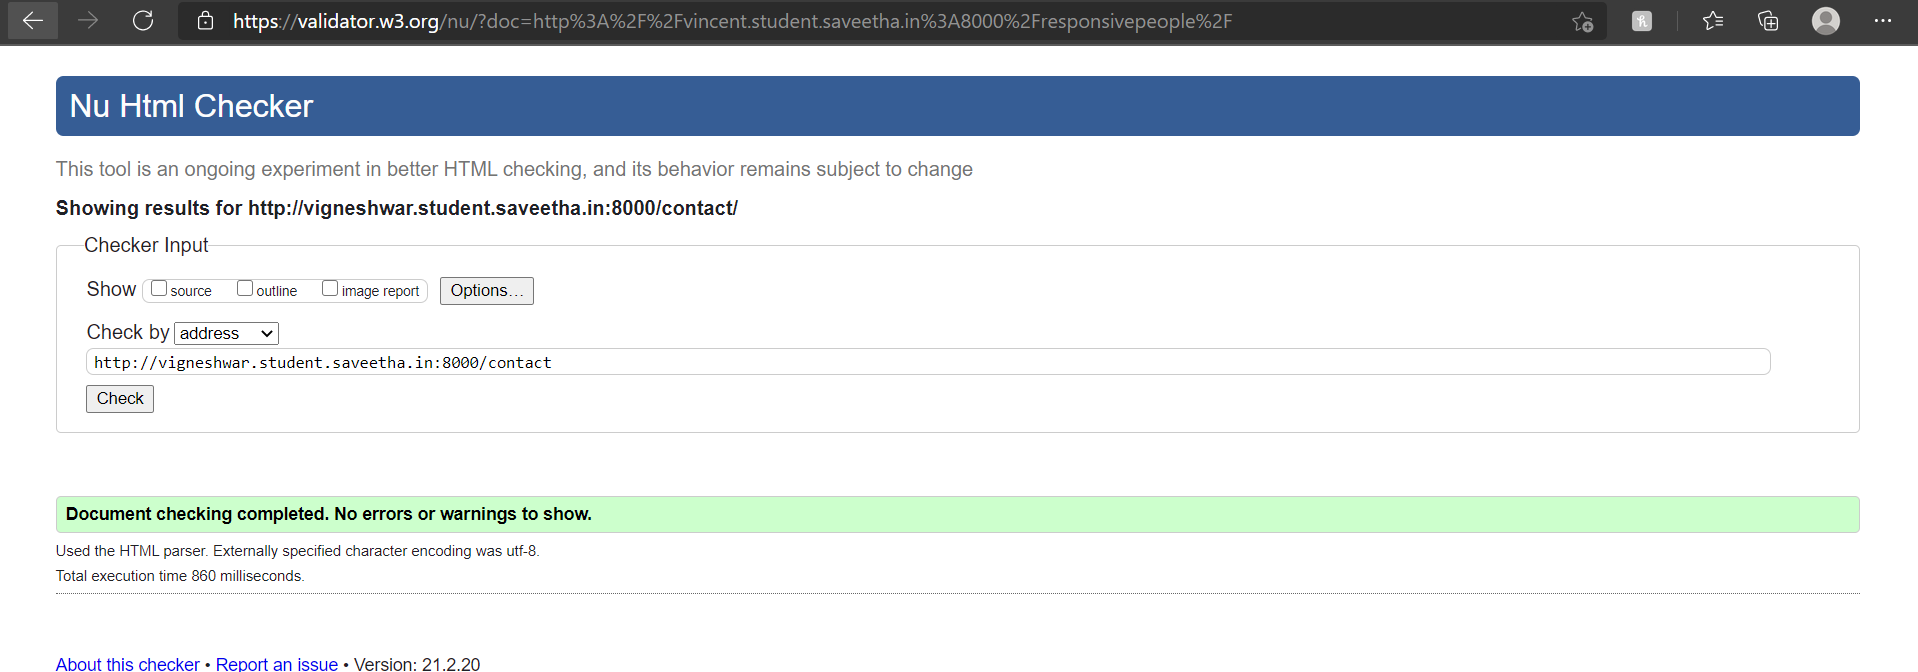 https://validator.w3.org/nu/?doc=http%3A%2F%2Fvincent.student.saveetha.in%3A8000%2Fresponsivepeople%2F
Nu Html Checker
This tool is an ongoing experiment in better HTML checking, and its behavior remains subject to change
Showing results for http://vigneshwar.student.saveetha.in:8000/contact/
Checker Input
Show source outline image report Options...
Check by address
http://vigneshwar.student.saveetha.in:8000/contact
Check
Document checking completed. No errors or warnings to show.
Used the HTML parser. Externally specified character encoding was utf-8.
Total execution time 860 milliseconds.
About this checker • Report an issue • Version: 21.2.20